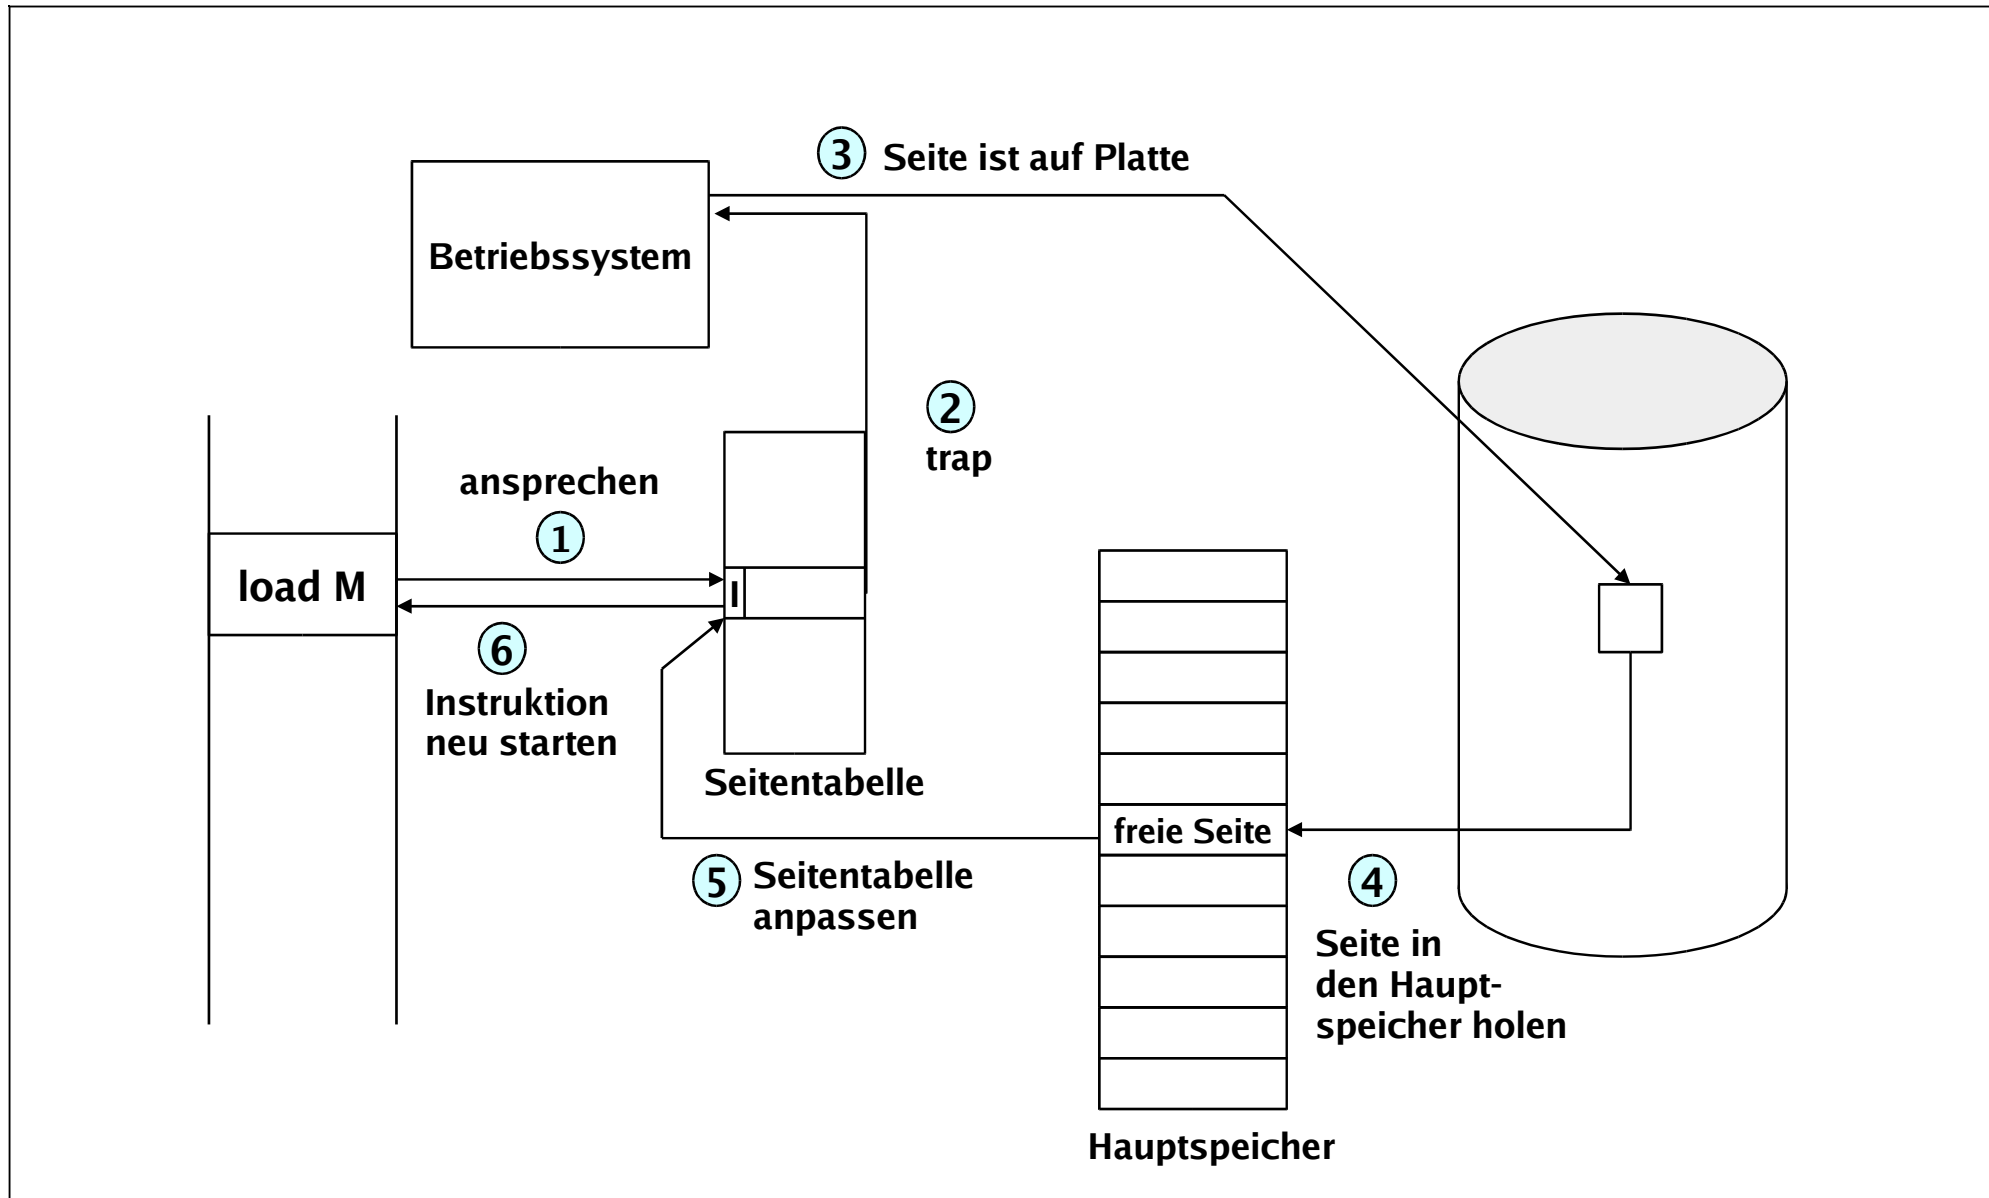 3 Seite ist auf Platte
Betriebssystem
2
trap
ansprechen
1
load M
I
6
Instruktion
neu starten
Seitentabelle
freie Seite
5 Seitentabelle
anpassen
4
Seite in
den Haupt-
speicher holen
Hauptspeicher